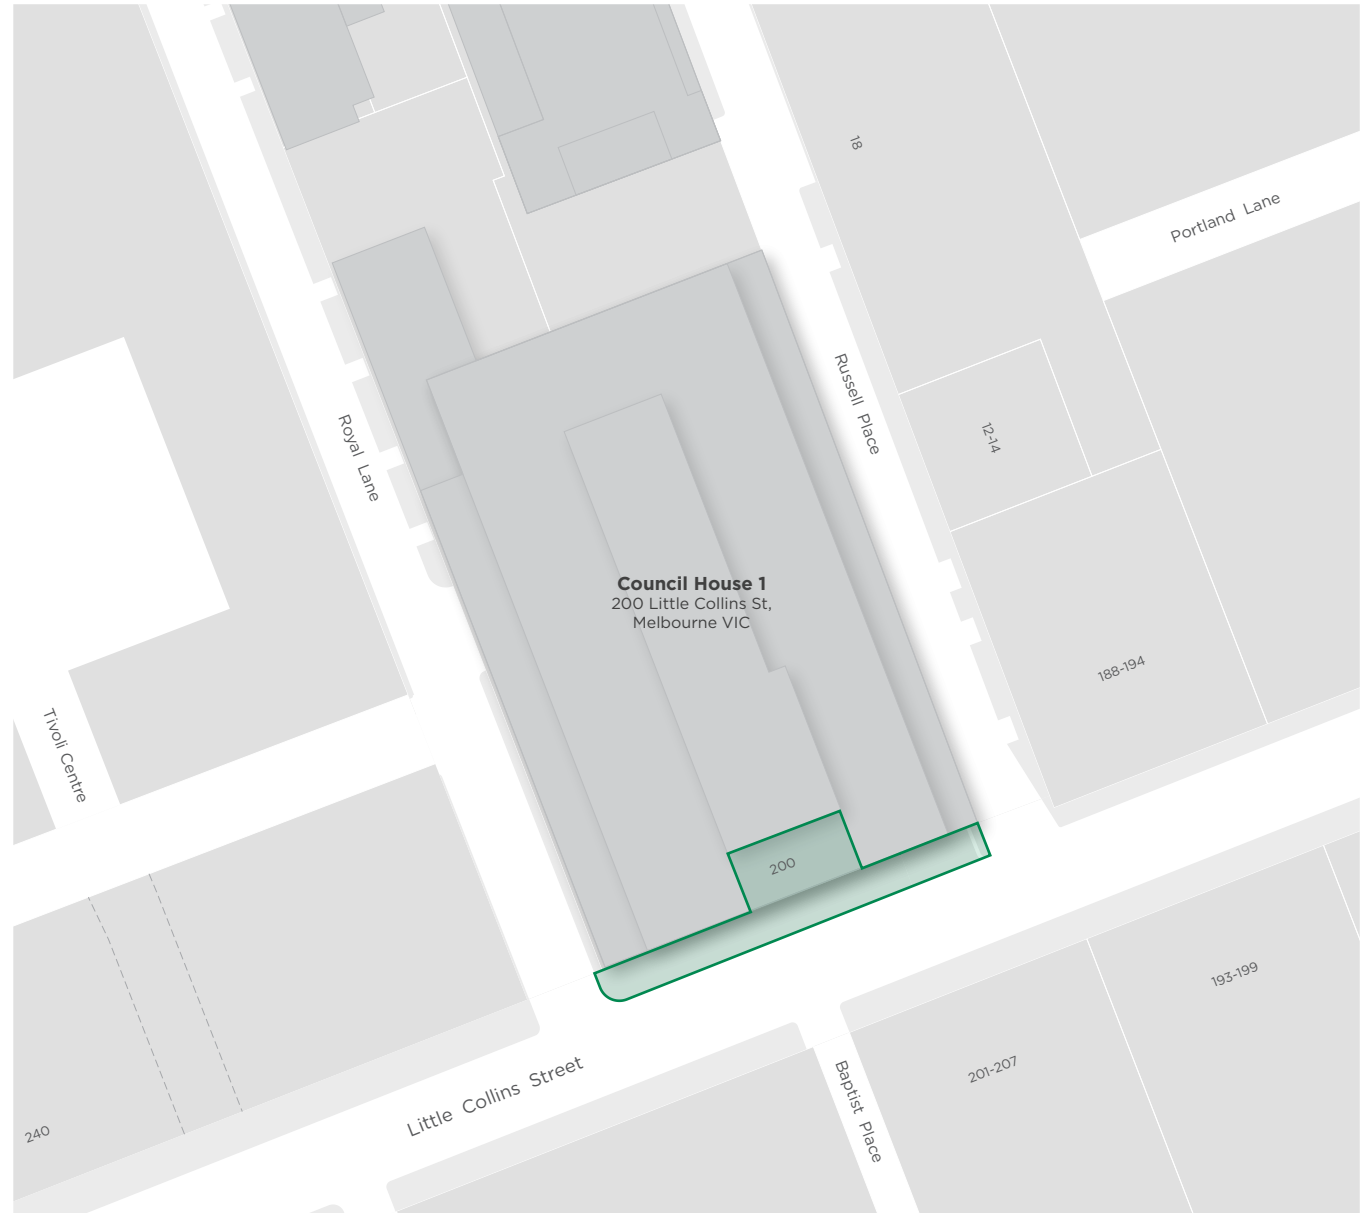 18
Portland Lane
Russell Place
Royal Lane
12-14
Council House 1
200 Little Collins St,
Melbourne VIC
188-194
Tivoli Centre
200
193-199
201-207
Little Collins Street
Baptist Place
240